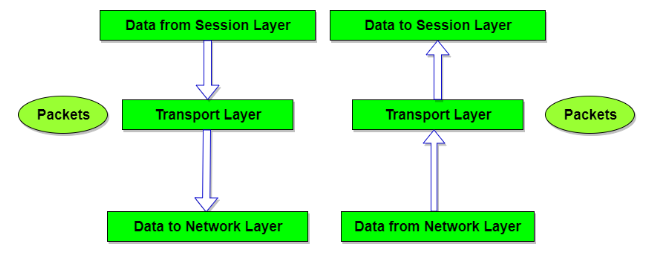 Data from Session Layer
Data to Session Layer
Packets
Transport Layer
Transport Layer
Packets
Data to Network Layer
Data from Network Layer